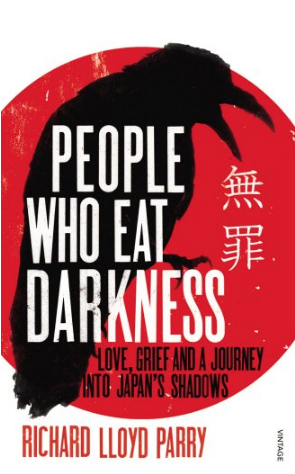 PEOPLE
WHO EAT
DARKNESS
無
罪
LOVE, GRIEF AND A JOURNEY
INTO JAPAN'S SHADOWS
RICHARD LLOYD PARRY
VINTAGE